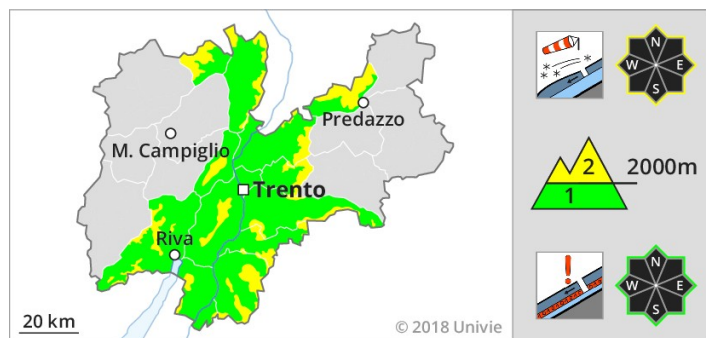 Predazzo
M. Campiglio
Trento
Riva
20 km
© 2018 Univie
N
W E
S
2 2000m
1
!
N
W E
S